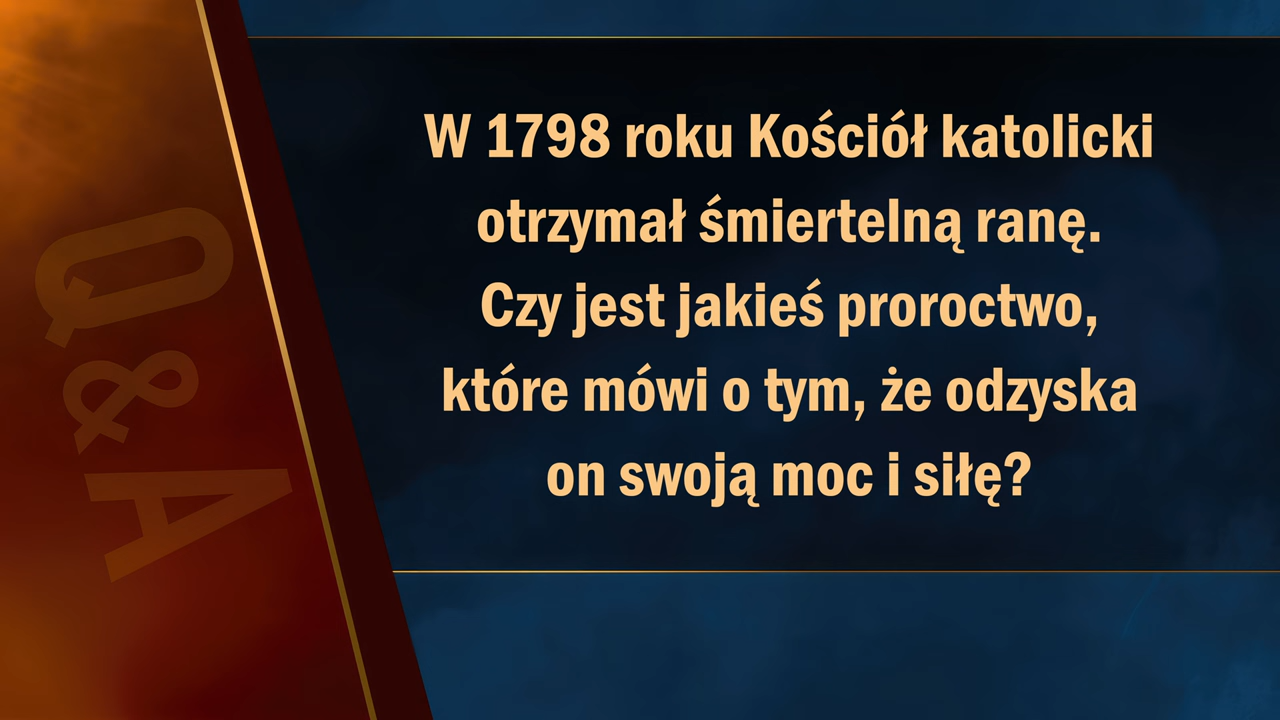 Q&A
W 1798 roku Kościół katolicki
otrzymał śmiertelną ranę.
Czy jest jakieś proroctwo,
które mówi o tym, że odzyska
on swoją moc i siłę?